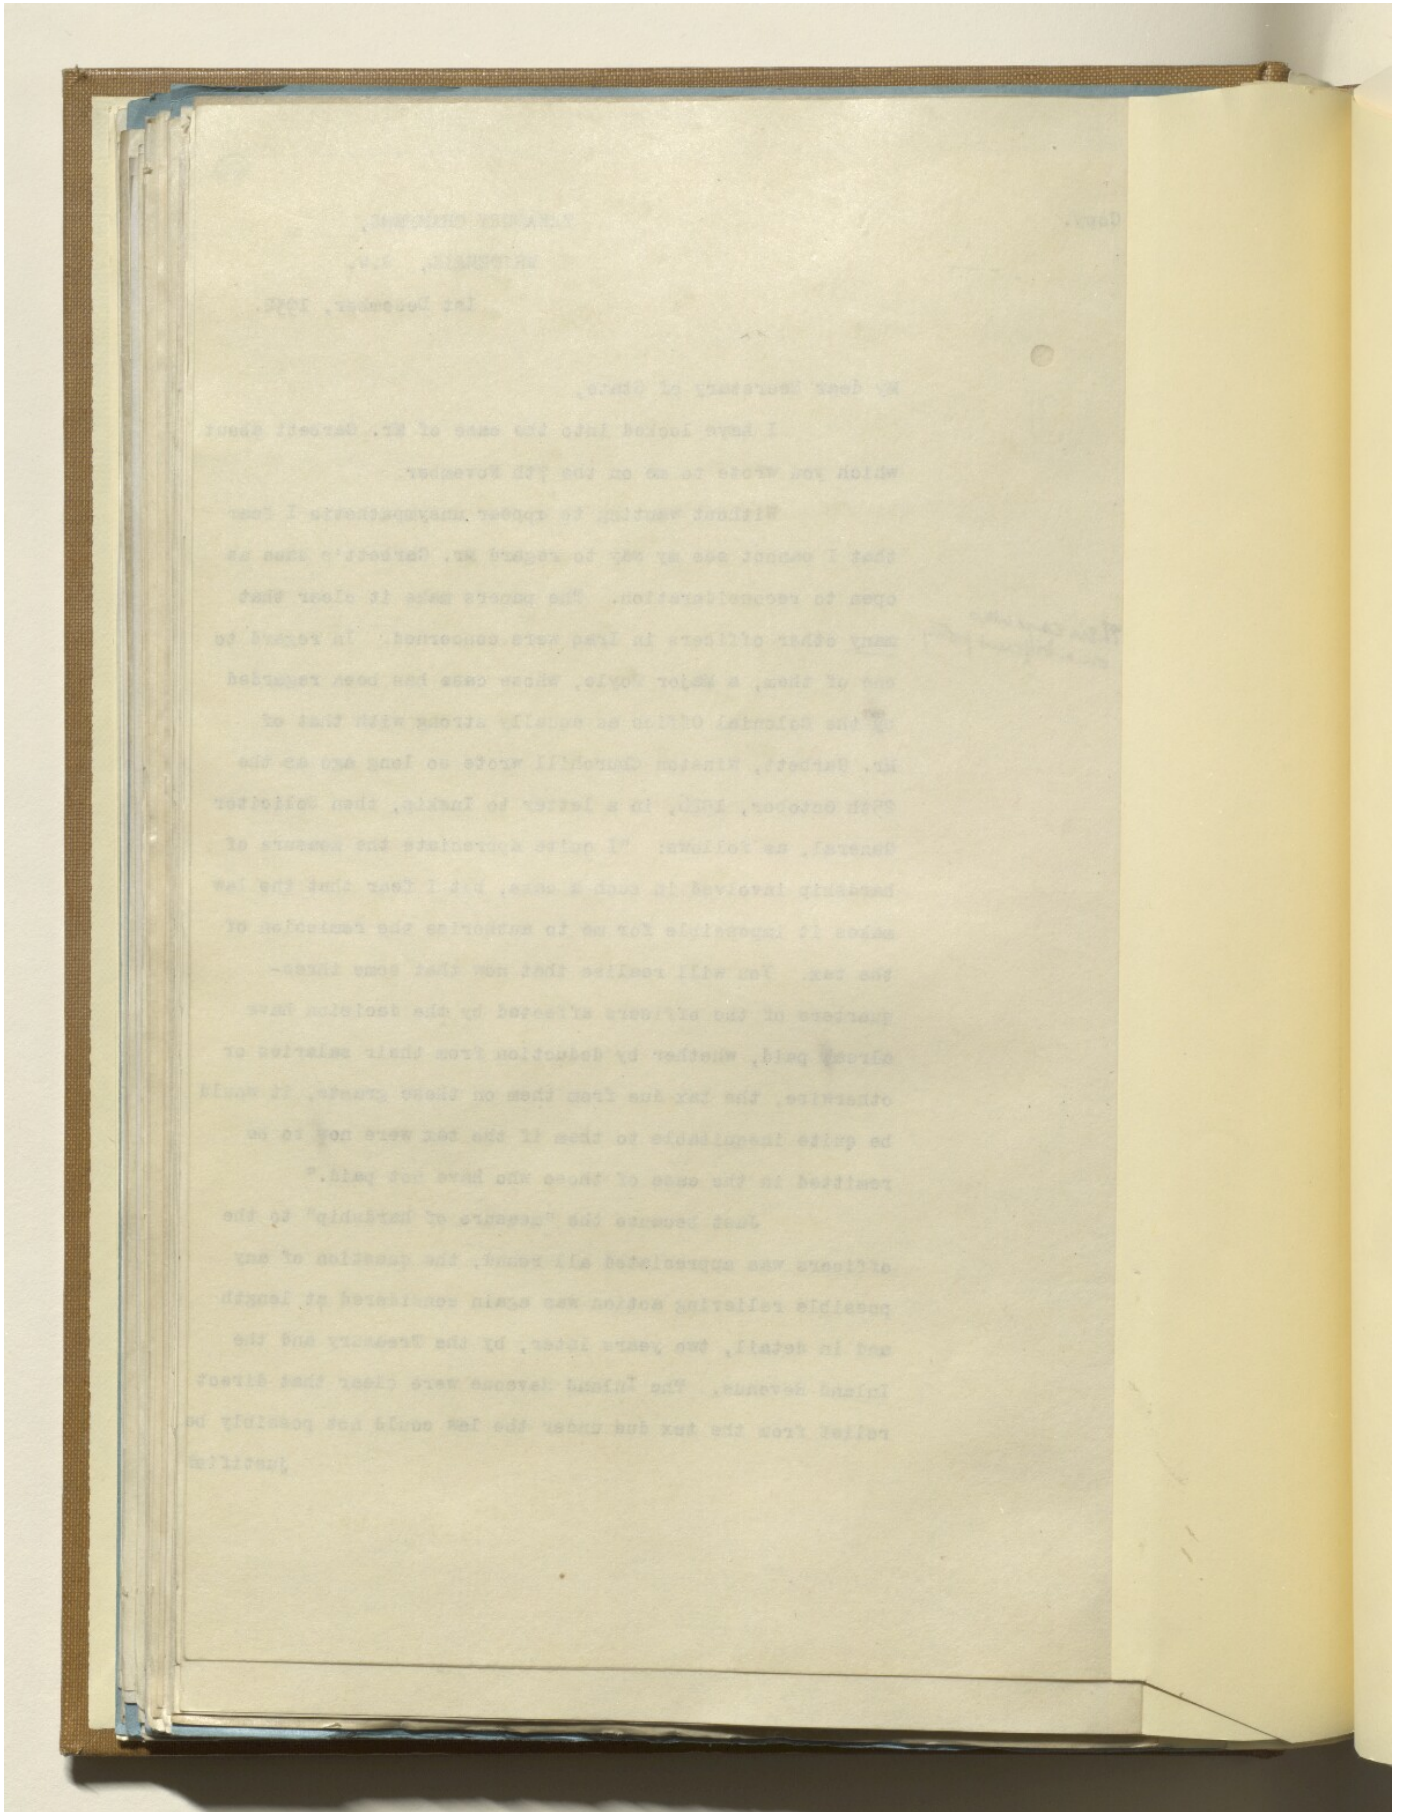 Copy.
TREASURY CHAMBERS,
WHITEHALL, S.W.
1st December, 1932.
My dear Secretary of State,
I have looked into the case of Mr. Garbett about
which you wrote to me on the 7th November
Without wanting to appear unsympathetic I fear
that I cannot see my way to regard Mr. Garbett's case as
open to reconsideration. The papers make it clear that
many other officers in Iraq were concerned. In regard to
one of them, a Major, whose case has been regarded
by the Colonial Office as equally strong with that of
Mr. Garbett, Winston Churchill wrote so long ago as the
25th October, in a letter to Inskip, then Solicitor
General, as follows: "I quite appreciate the measure of
hardship involved in such a case, but I fear that the law
makes it impossible for me to authorise the remission of
the tax. You will realise that now that some three-
quarters of the officers affected by the decision have
already paid, whether by deduction from their salaries or
otherwise, the tax due from them on these grants, it would
be quite inequitable to them if the tax were now to be
remitted in the case of those who have not paid."
Just because the "measure of hardship" to the
officers was appreciated all round, the question of any
possible relieving action was again considered at length
and in detail, two years later, by the Treasury and the
Inland Revenue. The Inland Revenue were clear that direct
relief from the tax due under the law could not possibly be
justified